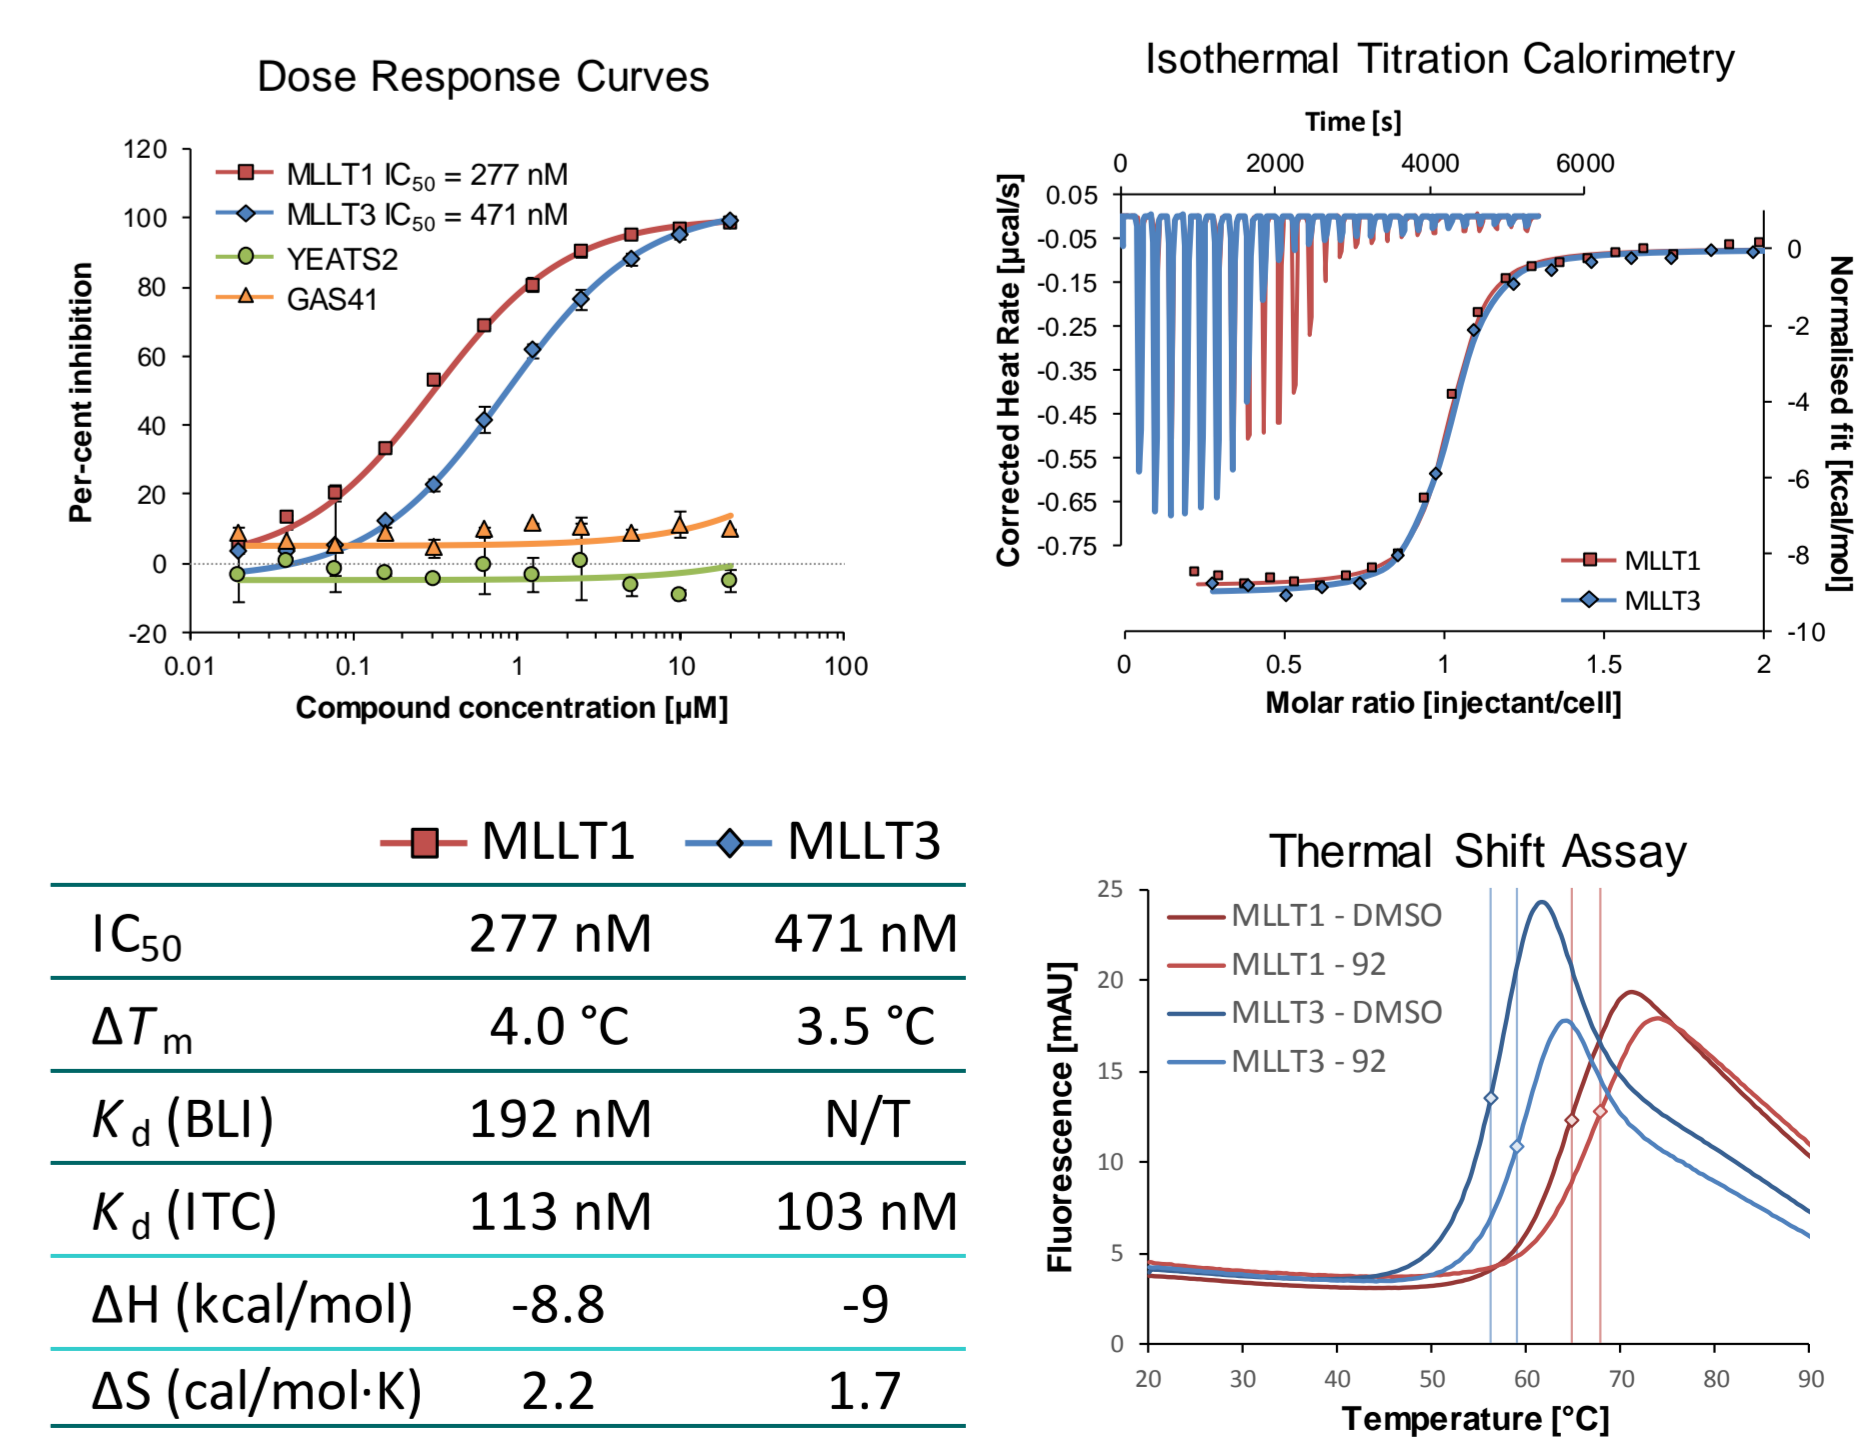 Dose Response Curves
120
100
80
60
40
20
0
-20
0.01
0.1
1
10
100
Per-cent inhibition
Compound concentration [µM]
MLLT1 IC50 = 277 nM
MLLT3 IC50 = 471 nM
YEATS2
GAS41
Isothermal Titration Calorimetry
Time [s]
0
2000
4000
6000
Corrected Heat Rate [µcal/s]
0.05
-0.05
-0.15
-0.25
-0.35
-0.45
-0.55
-0.65
-0.75
0
-2
-4
-6
-8
-10
Normalised fit [kcal/mol]
MLLT1
MLLT3
0
0.5
1
1.5
2
Molar ratio [injectant/cell]
MLLT1 MLLT3
IC50 277 nM 471 nM
ΔTm 4.0 °C 3.5 °C
Kd (BLI) 192 nM N/T
Kd (ITC) 113 nM 103 nM
ΔH (kcal/mol) -8.8 -9
ΔS (cal/mol·K) 2.2 1.7
Thermal Shift Assay
25
20
15
10
5
0
Fluorescence [mAU]
MLLT1 - DMSO
MLLT1 - 92
MLLT3 - DMSO
MLLT3 - 92
20
30
40
50
60
70
80
90
Temperature [°C]